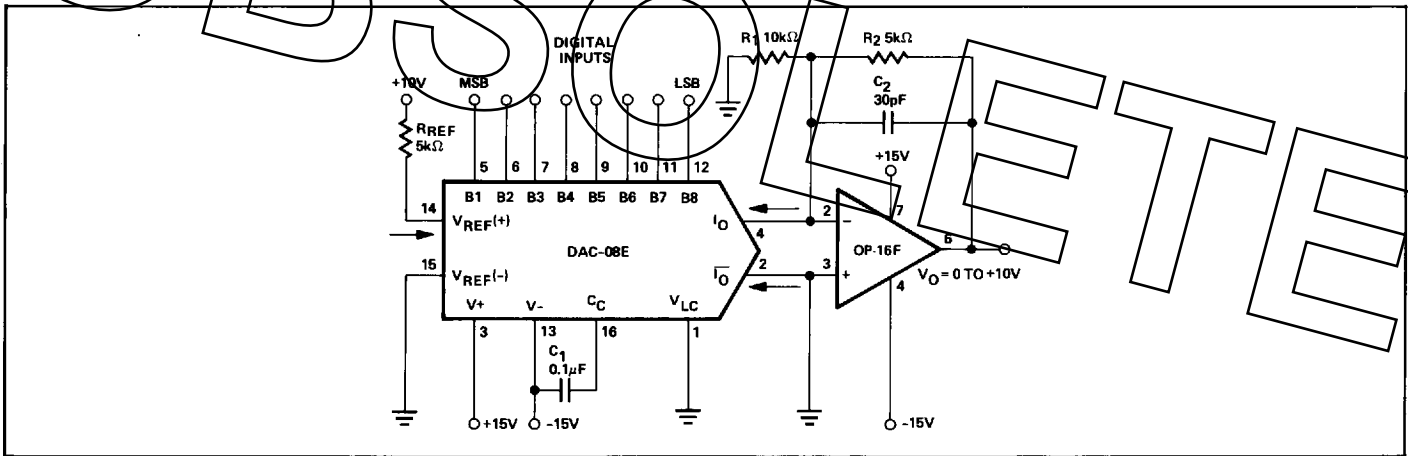 OBSOLETE
DIGITAL
INPUTS
R1 10kΩ
R2 5kΩ
+10V
MSB
LSB
C2
30pF
RREF
5kΩ
+15V
5 6 7 8 9 10 11 12
B1 B2 B3 B4 B5 B6 B7 B8
14
VREF(+)
IO
4
2
−
7
DAC-08E
OP-16F
6
15
VREF(-)
2
IO
3
+
4
VO = 0 TO +10V
V+
V-
CC
VLC
3
13
16
1
C1
0.1μF
+15V
-15V
-15V